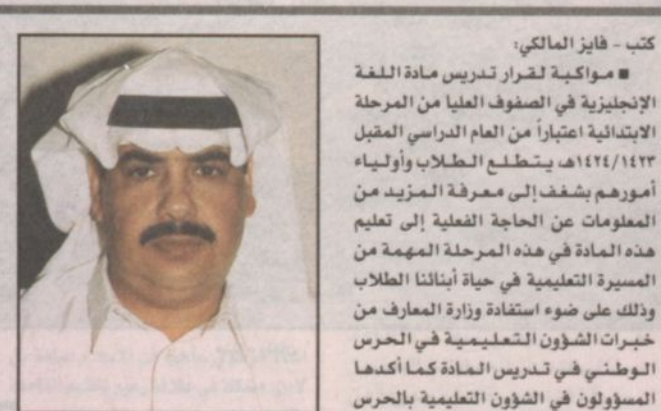 كتب - فايز المالكي:
■ مواكبة لقرار تدريس مادة اللغة
الإنجليزية في الصفوف العليا من المرحلة
الابتدائية اعتباراً من العام الدراسي المقبل
١٤٢٤/١٤٢٣هـ يتطلع الطلاب وأولياء
أمورهم بشغف إلى معرفة المزيد من
المعلومات عن الحاجة الفعلية إلى تعليم
هذه المادة في هذه المرحلة المهمة من
المسيرة التعليمية في حياة أبنائنا الطلاب
وذلك على ضوء استفادة وزارة المعارف من
خبرات الشؤون التعليمية في الحرس
الوطني في تدريس المادة كما أكدها
المسؤولون في الشؤون التعليمية بالحرس